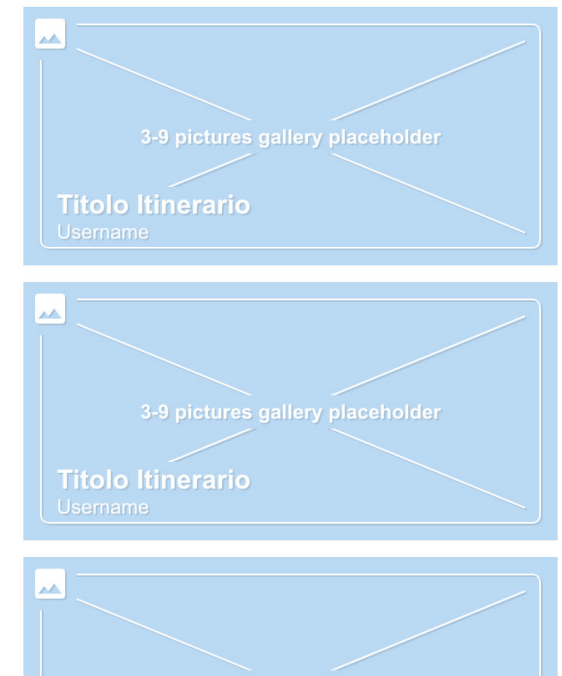 3-9 pictures gallery placeholder
Titolo Itinerario
Username
3-9 pictures gallery placeholder
Titolo Itinerario
Username